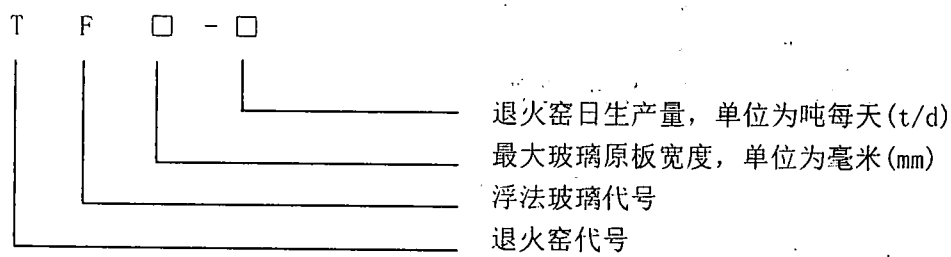 T F □ - □
退火窑日生产量，单位为吨每天(t/d)
最大玻璃原板宽度，单位为毫米(mm)
浮法玻璃代号
退火窑代号